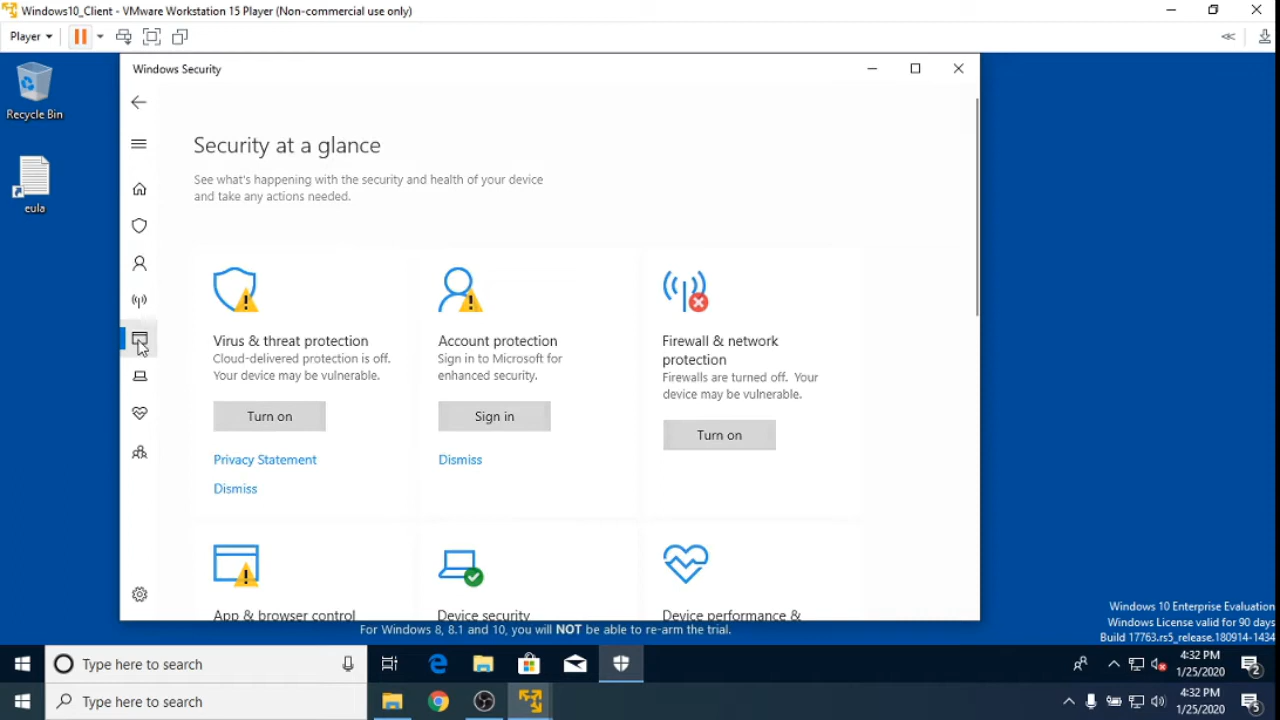 Windows10_Client - VMware Workstation 15 Player (Non-commercial use only)
Player
Recycle Bin
eula
Windows Security
Security at a glance
See what's happening with the security and health of your device
and take any actions needed.
Virus & threat protection
Cloud-delivered protection is off.
Your device may be vulnerable.
Turn on
Privacy Statement
Dismiss
Account protection
Sign in to Microsoft for
enhanced security.
Sign in
Dismiss
Firewall & network
protection
Firewalls are turned off. Your
device may be vulnerable.
Turn on
App & browser control
Device security
Device performance &
For Windows 8, 8.1 and 10, you will NOT be able to re-arm the trial.
Windows 10 Enterprise Evaluation
Windows License valid for 90 days
Build 17763.rs5_release.180914-1434
Type here to search
4:32 PM
1/25/2020
2
Type here to search
4:32 PM
1/25/2020
5